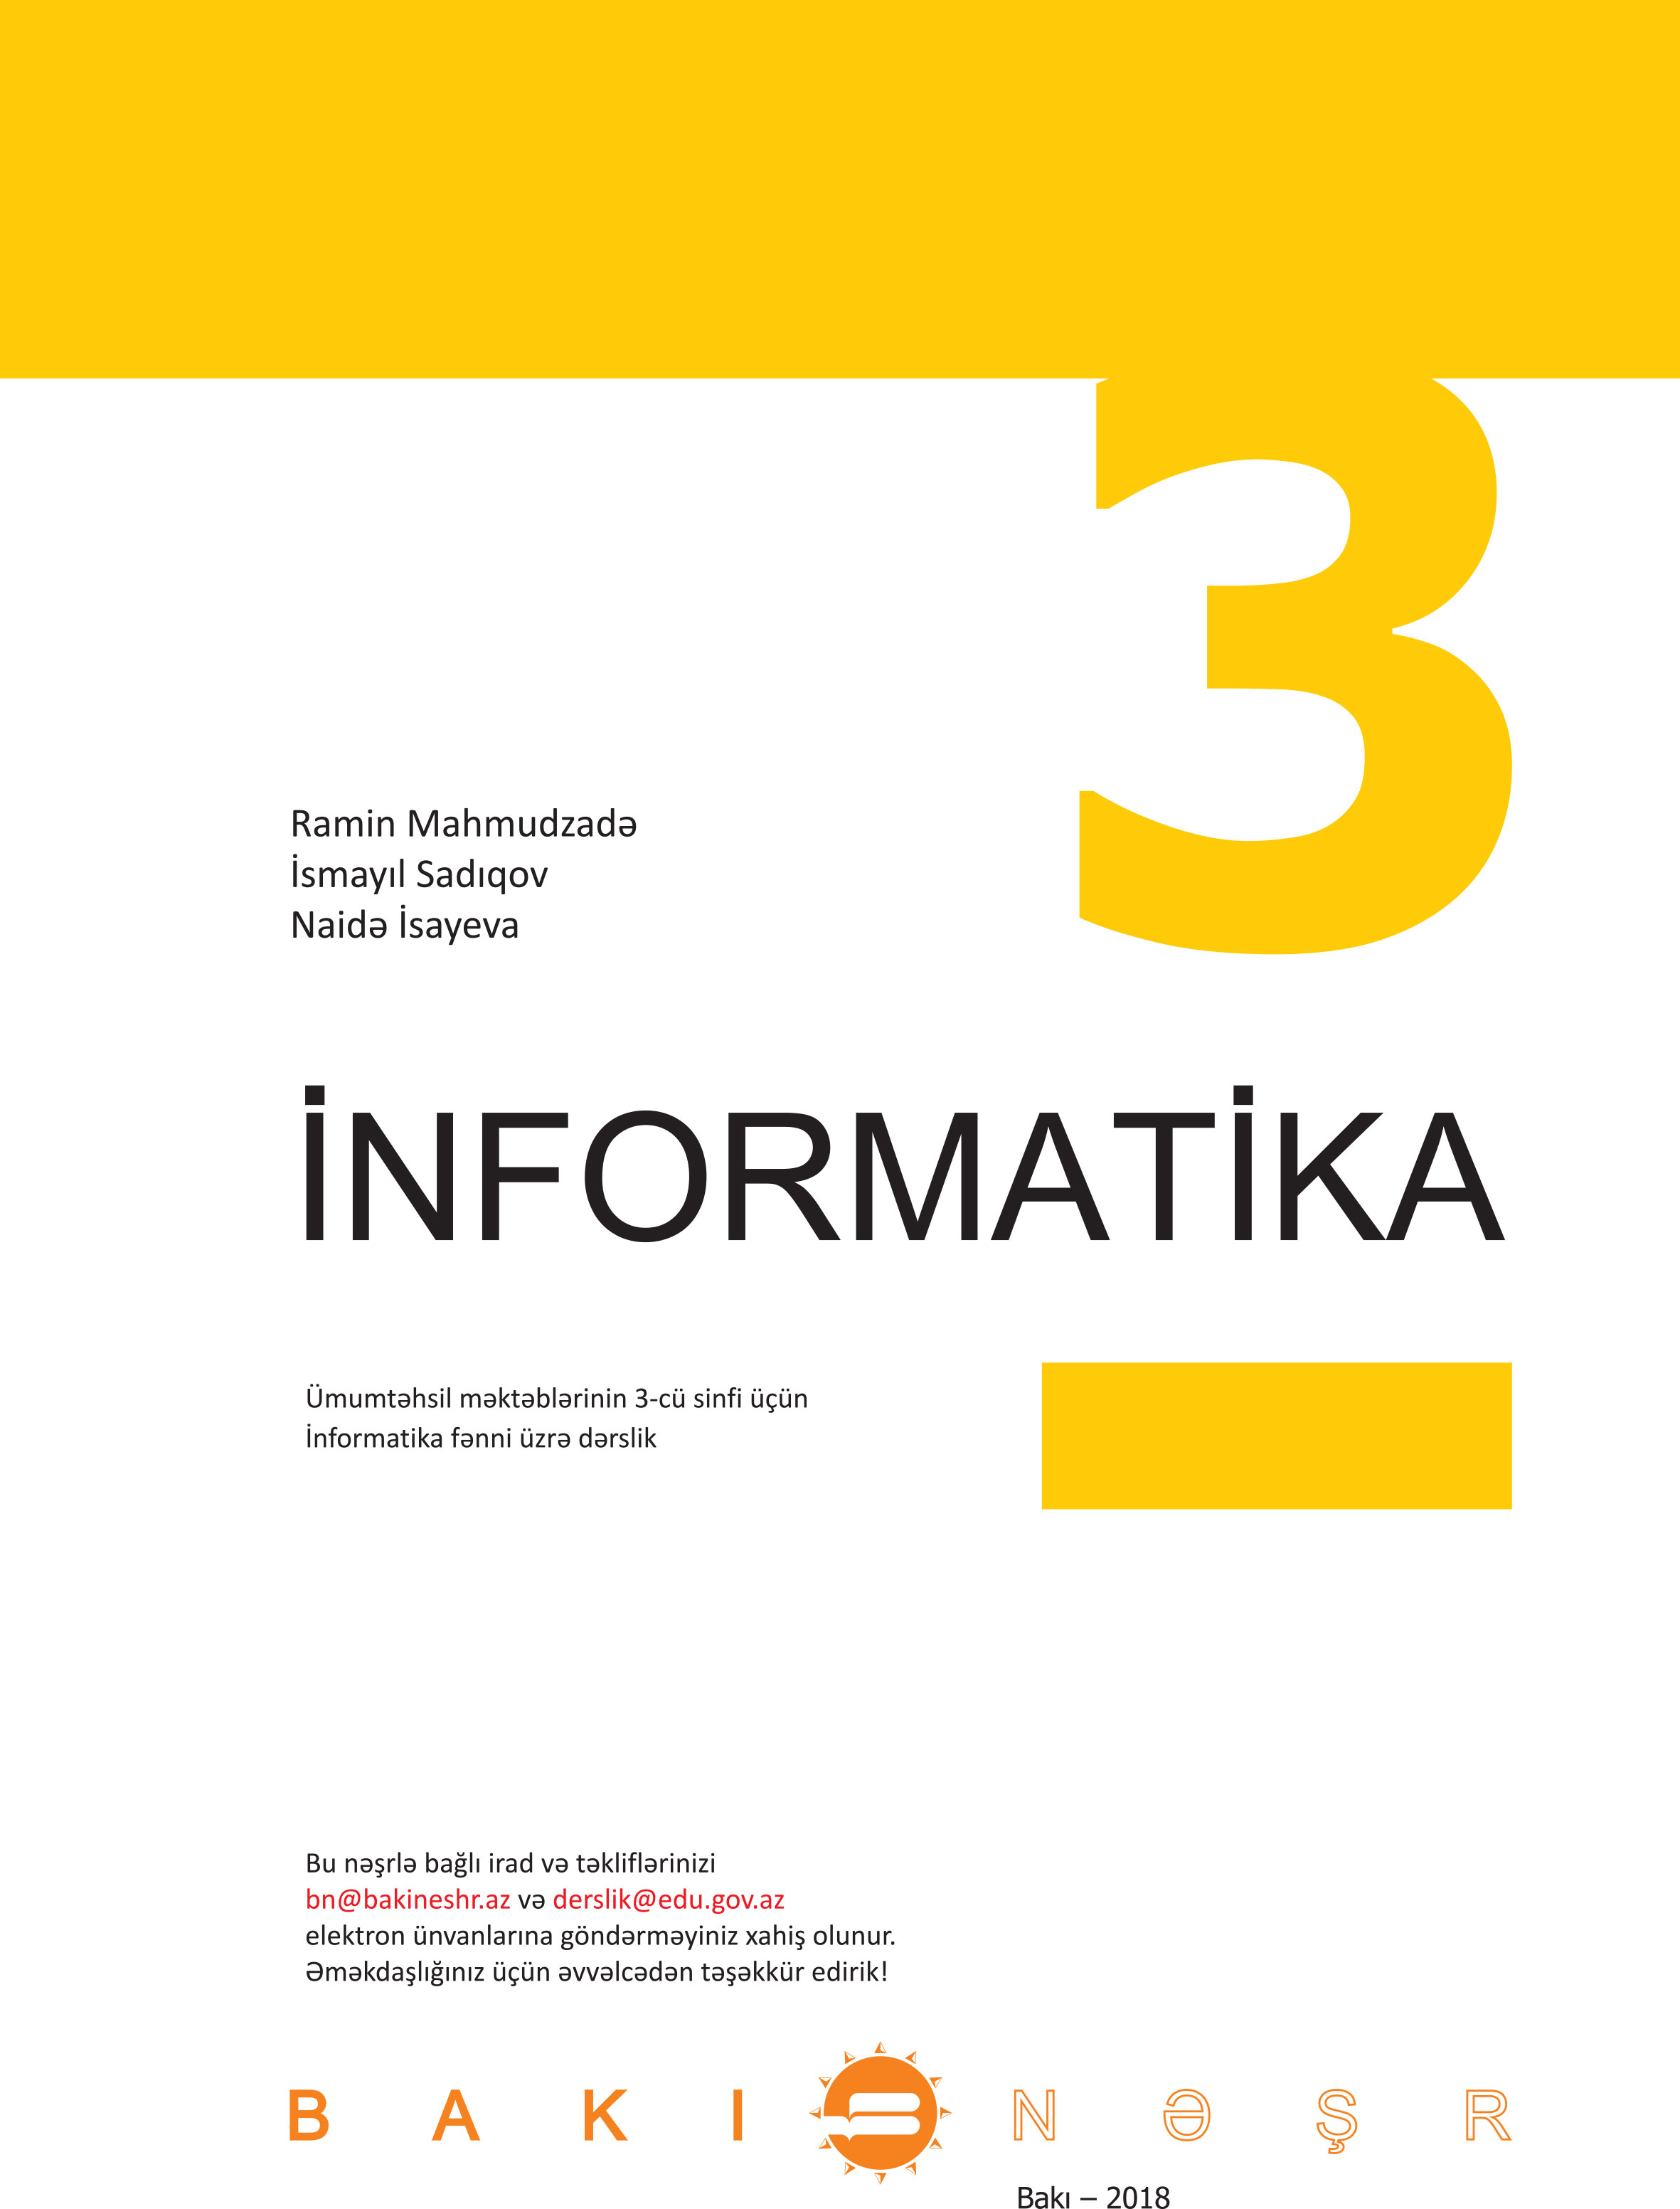 3
Ramin Mahmudzadə
İsmayıl Sadıqov
Naidə İsayeva
İNFORMATİKA
Ümumtəhsil məktəblərinin 3-cü sinfi üçün
İnformatika fənni üzrə dərslik
Bu nəşrlə bağlı irad və təkliflərinizi
bn@bakineshr.az və derslik@edu.gov.az
elektron ünvanlarına göndərməyiniz xahiş olunur.
Əməkdaşlığınız üçün əvvəlcədən təşəkkür edirik!
BAKI NƏŞR
Bakı – 2018